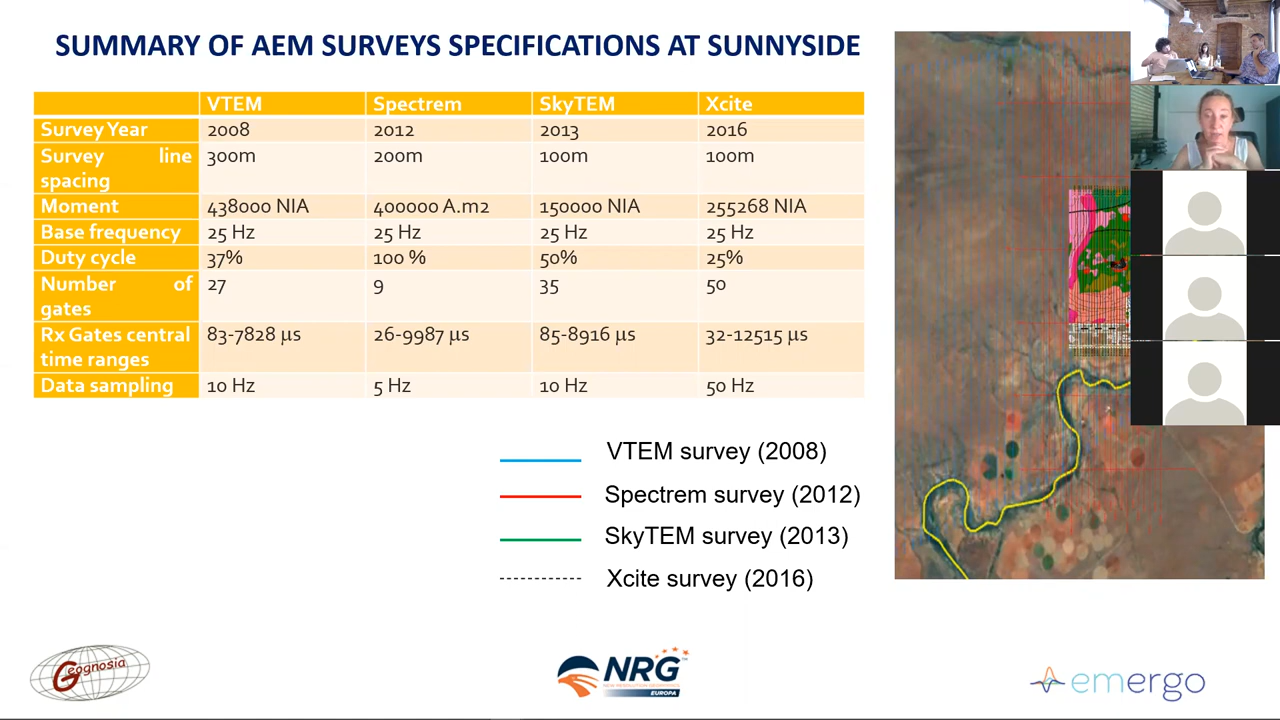 SUMMARY OF AEM SURVEYS SPECIFICATIONS AT SUNNYSIDE
VTEM Spectrem SkyTEM Xcite
Survey Year 2008 2012 2013 2016
Survey line spacing 300m 200m 100m 100m
Moment 438000 NIA 400000 A.m2 150000 NIA 255268 NIA
Base frequency 25 Hz 25 Hz 25 Hz 25 Hz
Duty cycle 37% 100 % 50% 25%
Number of gates 27 9 35 50
Rx Gates central time ranges 83-7828 µs 26-9987 µs 85-8916 µs 32-12515 µs
Data sampling 10 Hz 5 Hz 10 Hz 50 Hz
VTEM survey (2008)
Spectrem survey (2012)
SkyTEM survey (2013)
Xcite survey (2016)
Geognosia
NRG
EUROPA
emergo